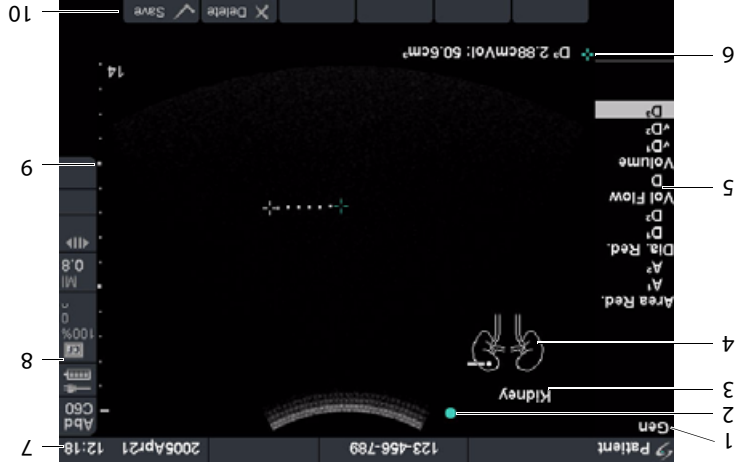 Patient 123-456-789 2005Apr21 12:18
Gen
Abd
C60
Kidney
100%
0
MI
0.8
Area Red.
A¹
A²
Dia. Red.
D¹
D²
Vol Flow
D
Volume
√D¹
√D²
D³
14
D³ 2.88cm Vol: 50.6cm³
Delete
Save
1
2
3
4
5
6
7
8
9
10